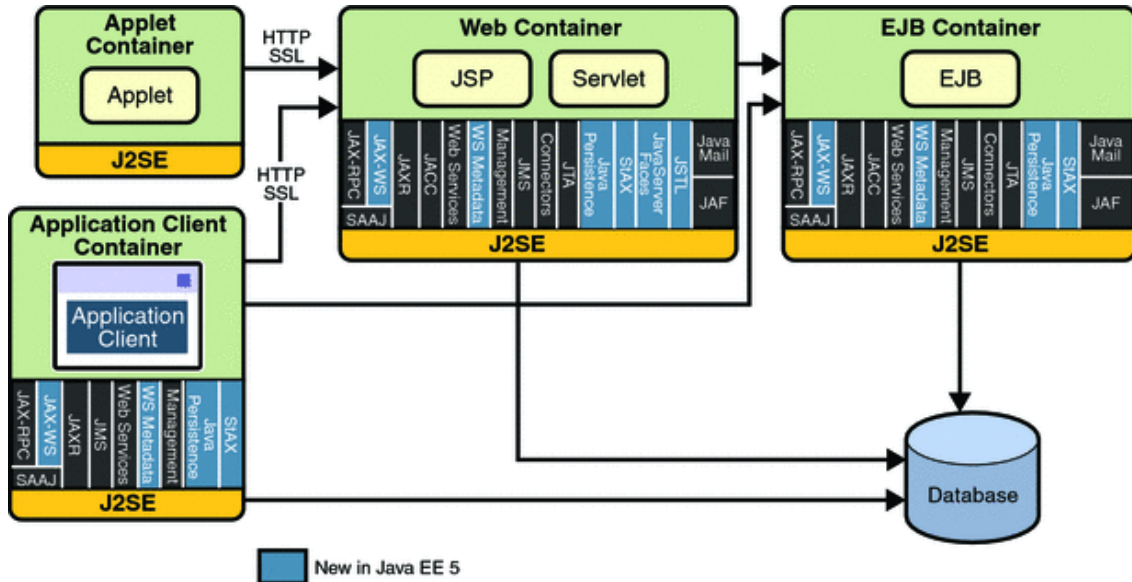 Applet
Container
Applet
J2SE
HTTP
SSL
HTTP
SSL
Web Container
JSP
Servlet
JAX-RPC
JAX-WS
SAAJ
JAXR
JACC
Web Services
WS Metadata
Management
JMS
Connectors
JTA
Java
Persistence
StAX
JavaServer
Faces
JSTL
Java
Mail
JAF
J2SE
EJB Container
EJB
JAX-RPC
JAX-WS
SAAJ
JAXR
JACC
Web Services
WS Metadata
Management
JMS
Connectors
JTA
Java
Persistence
StAX
Java
Mail
JAF
J2SE
Application Client
Container
Application
Client
JAX-RPC
JAX-WS
SAAJ
JAXR
JMS
Web Services
WS Metadata
Management
Java
Persistence
StAX
J2SE
Database
New in Java EE 5